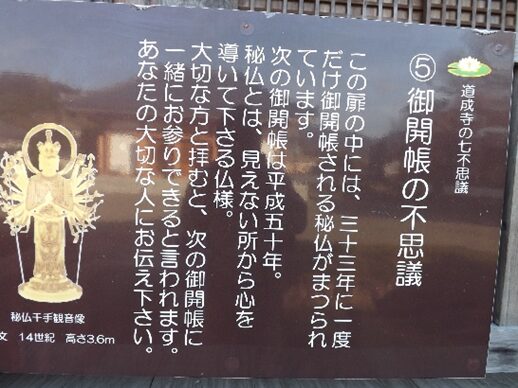 道成寺の七不思議
⑤御開帳の不思議
この扉の中には、三十三年に一度
だけ御開帳される秘仏がまつられ
ています。
次の御開帳は平成五十年。
秘仏とは、見えない所から心を
導いて下さる仏様。
大切な方と拝むと、次の御開帳に
一緒にお参りできると言われます。
あなたの大切な人にお伝え下さい。
秘仏千手観音像
文 14世紀 高さ3.6m